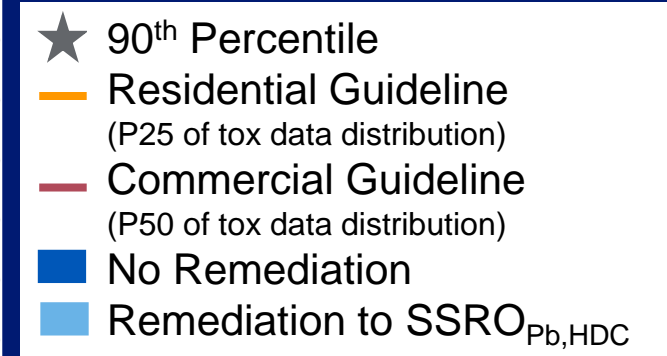 90th Percentile
Residential Guideline
(P25 of tox data distribution)
Commercial Guideline
(P50 of tox data distribution)
No Remediation
Remediation to SSROPb,HDC